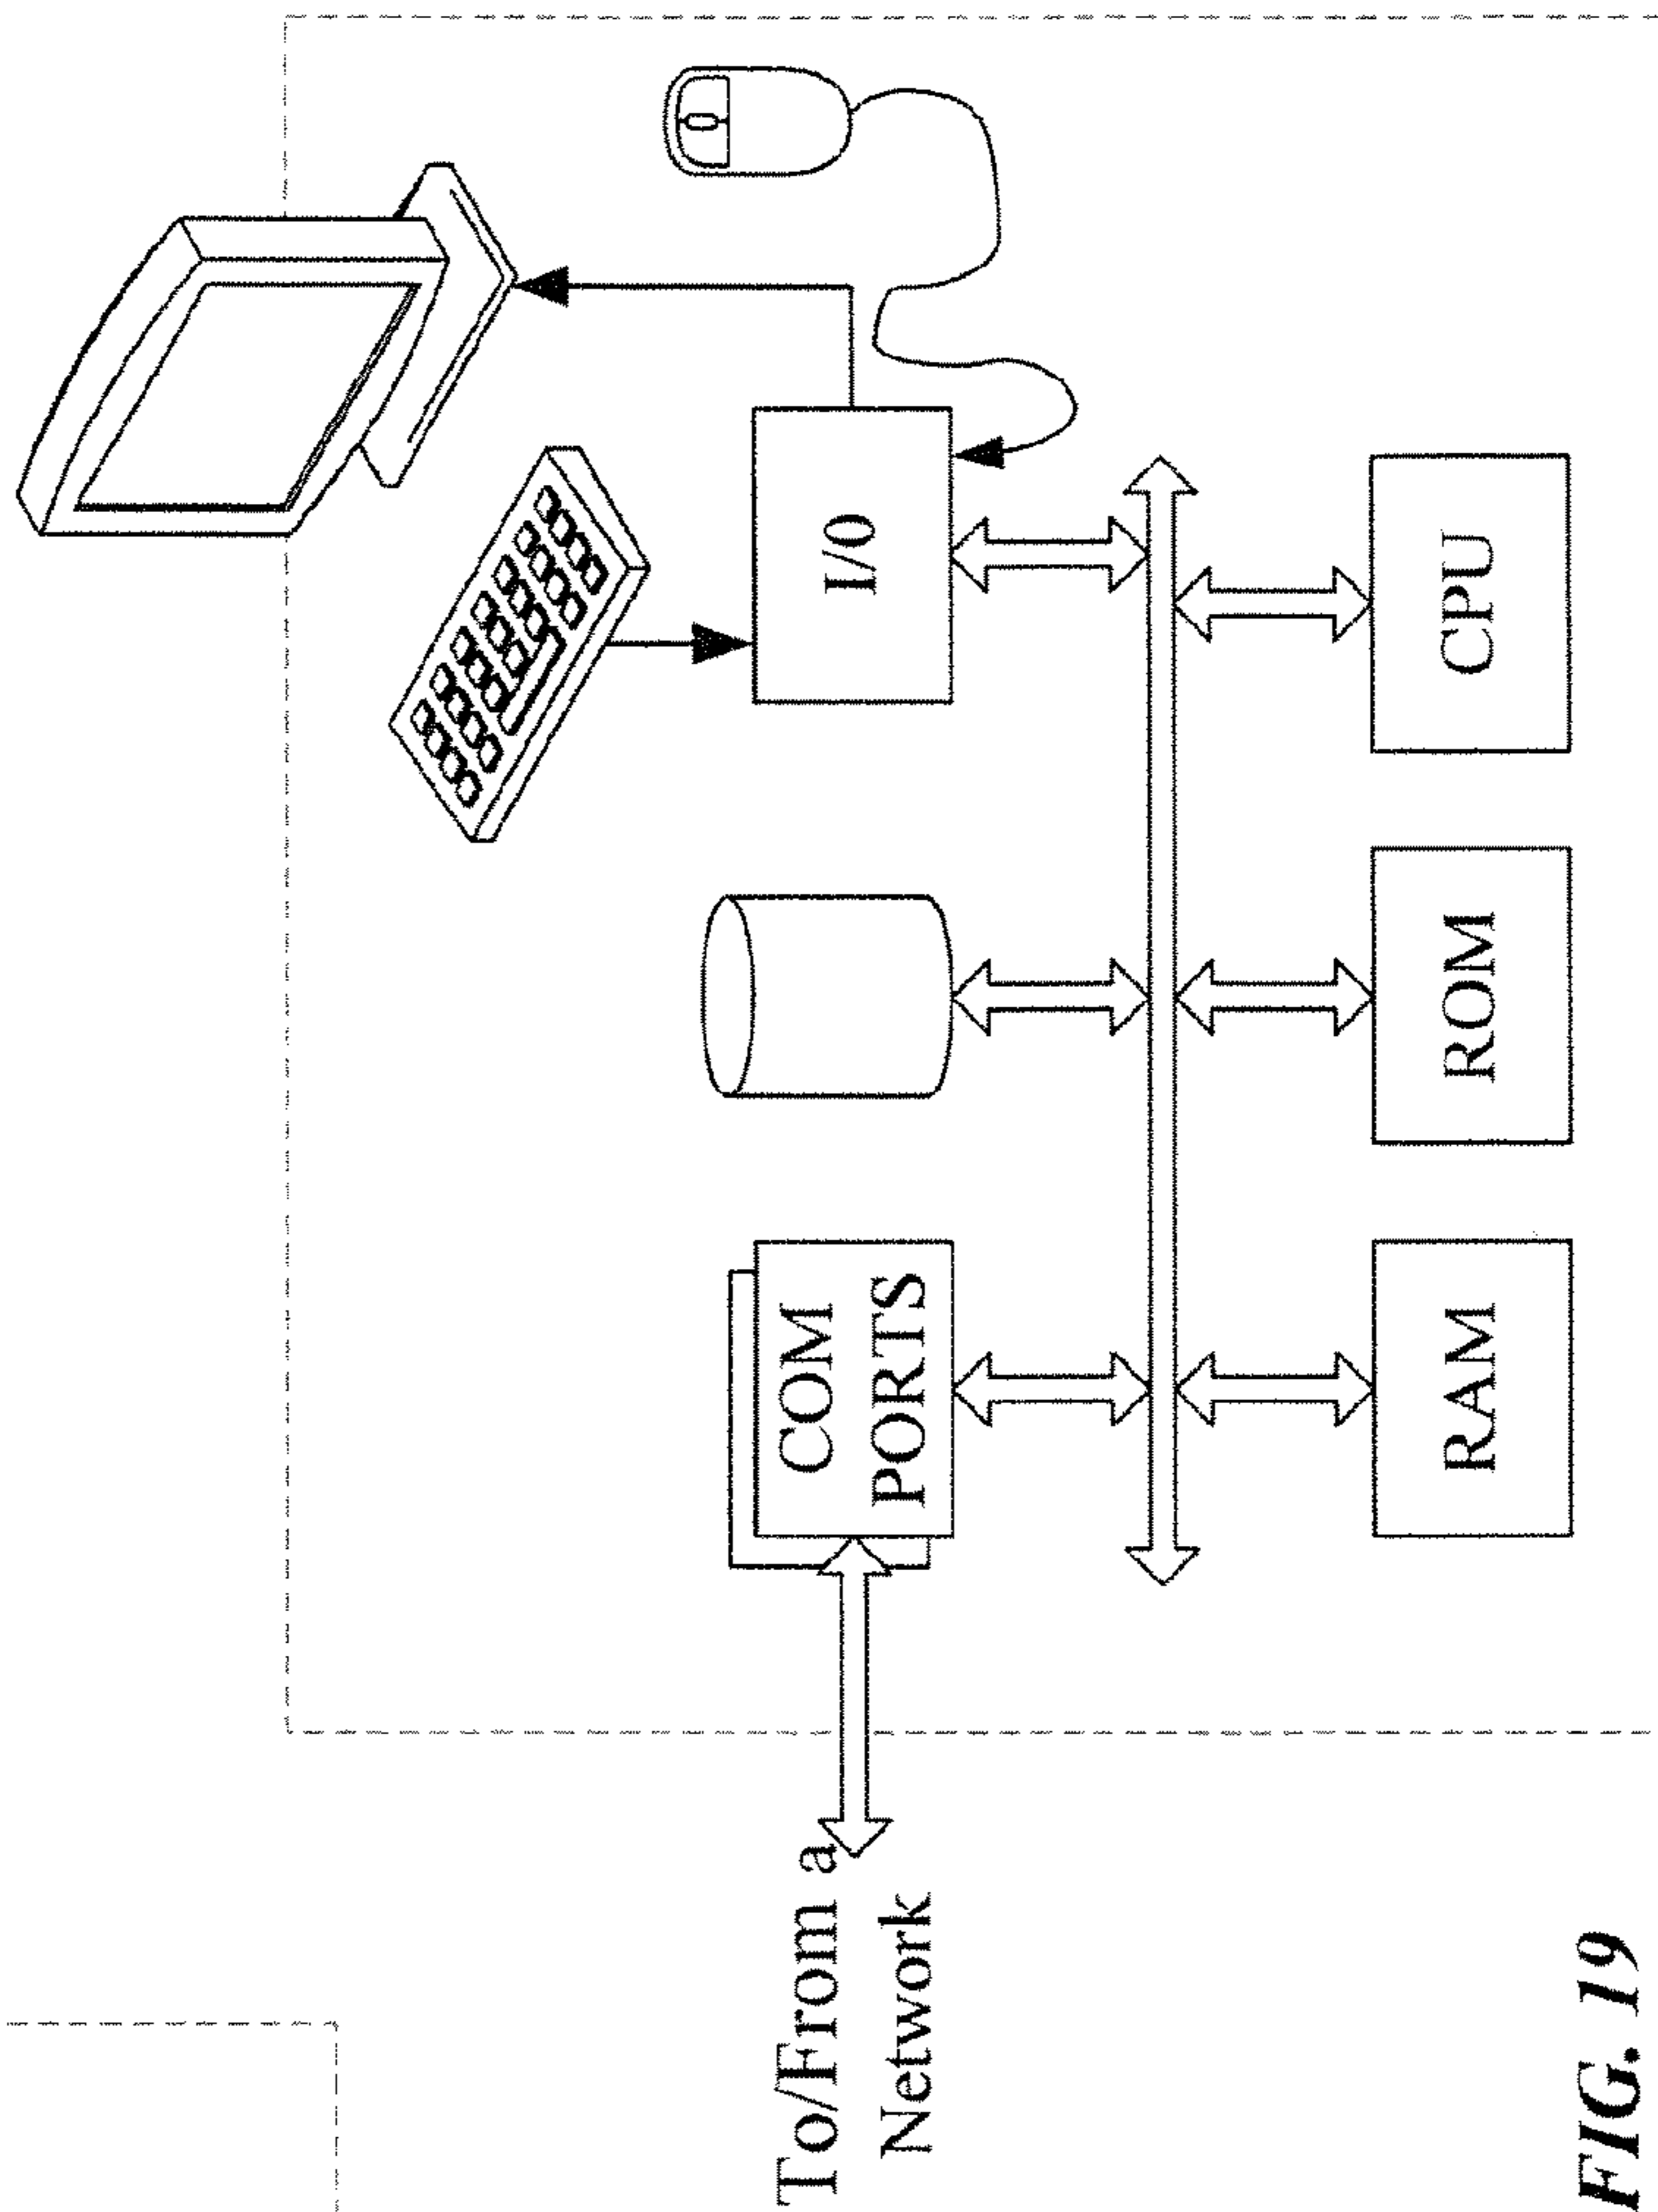 To/From a
Network
COM
PORTS
I/0
RAM
ROM
CPU
FIG. 19